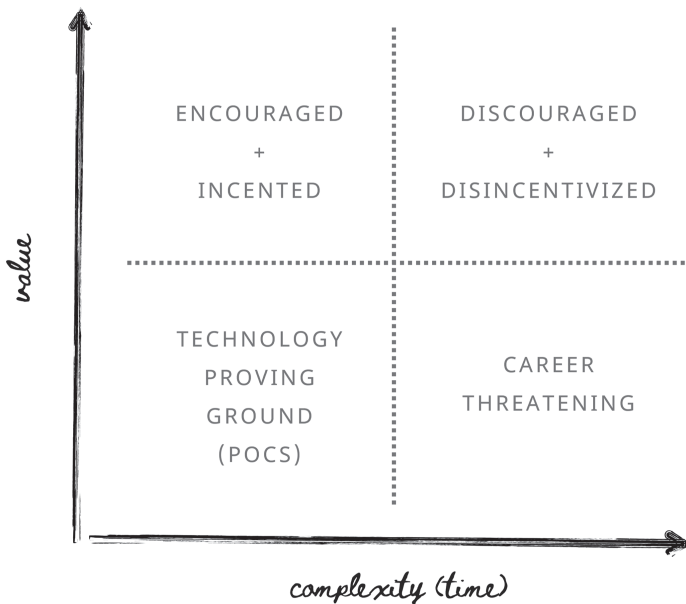 ENCOURAGED
+
INCENTED
DISCOURAGED
+
DISINCENTIVIZED
value
TECHNOLOGY
PROVING
GROUND
(POCS)
CAREER
THREATENING
complexity (time)